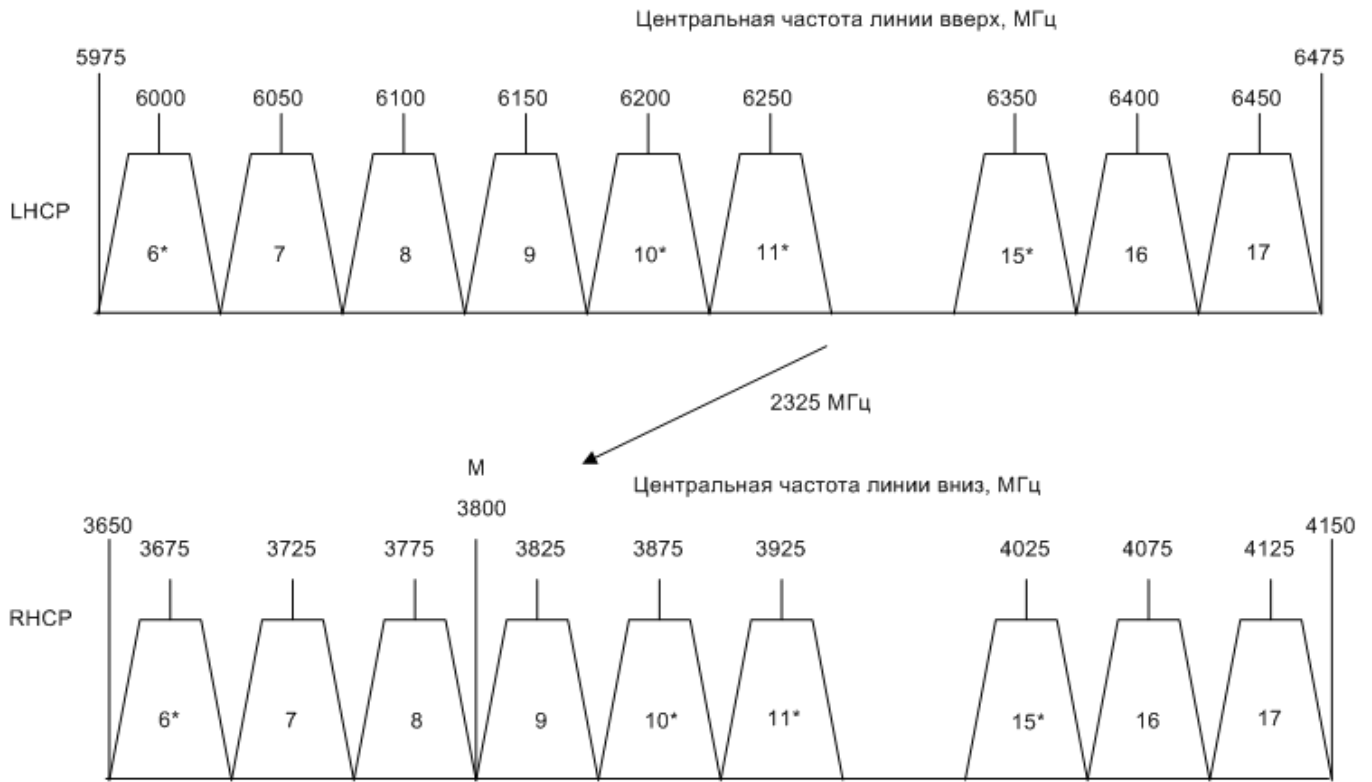 Центральная частота линии вверх, МГц
5975 6475
6000 6050 6100 6150 6200 6250 6350 6400 6450
LHCP
6* 7 8 9 10* 11* 15* 16 17
2325 МГц
М
Центральная частота линии вниз, МГц
3650 3800 4150
3675 3725 3775 3825 3875 3925 4025 4075 4125
RHCP
6* 7 8 9 10* 11* 15* 16 17